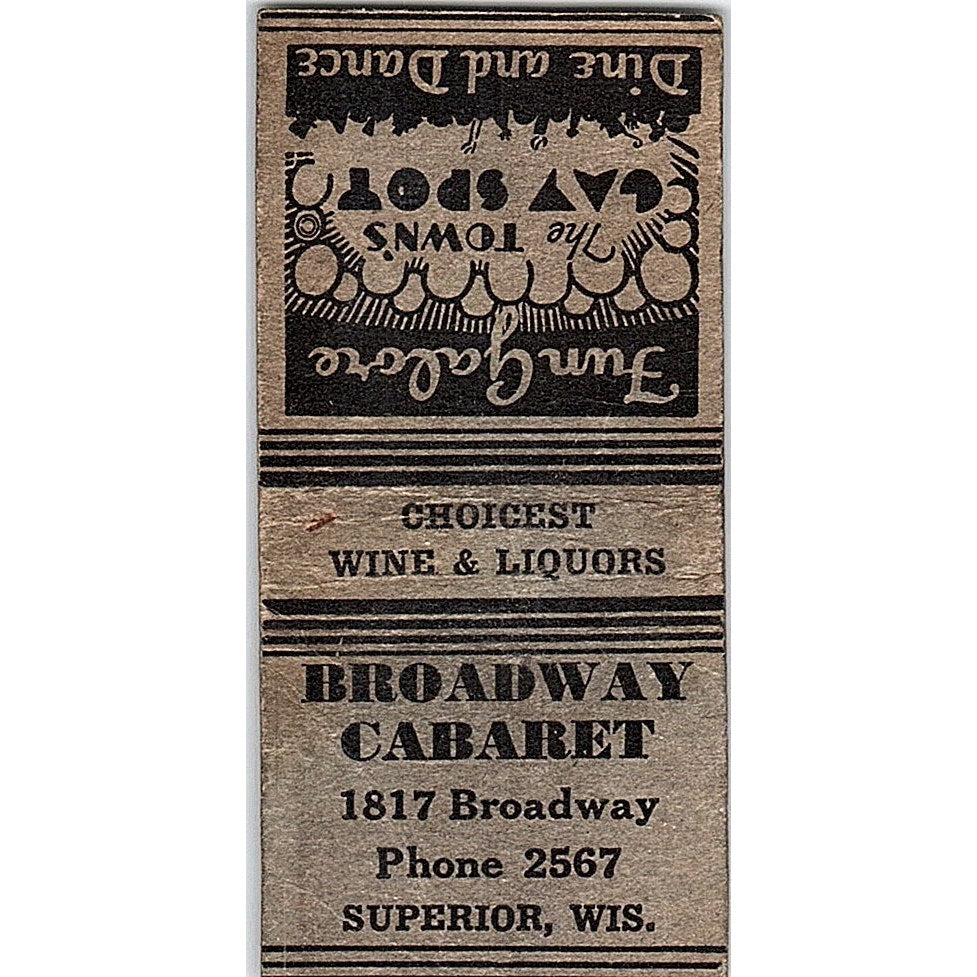 Fun Galore
The TOWN'S
GAY SPOT
Dine and Dance
CHOICEST
WINE & LIQUORS
BROADWAY
CABARET
1817 Broadway
Phone 2567
SUPERIOR, WIS.